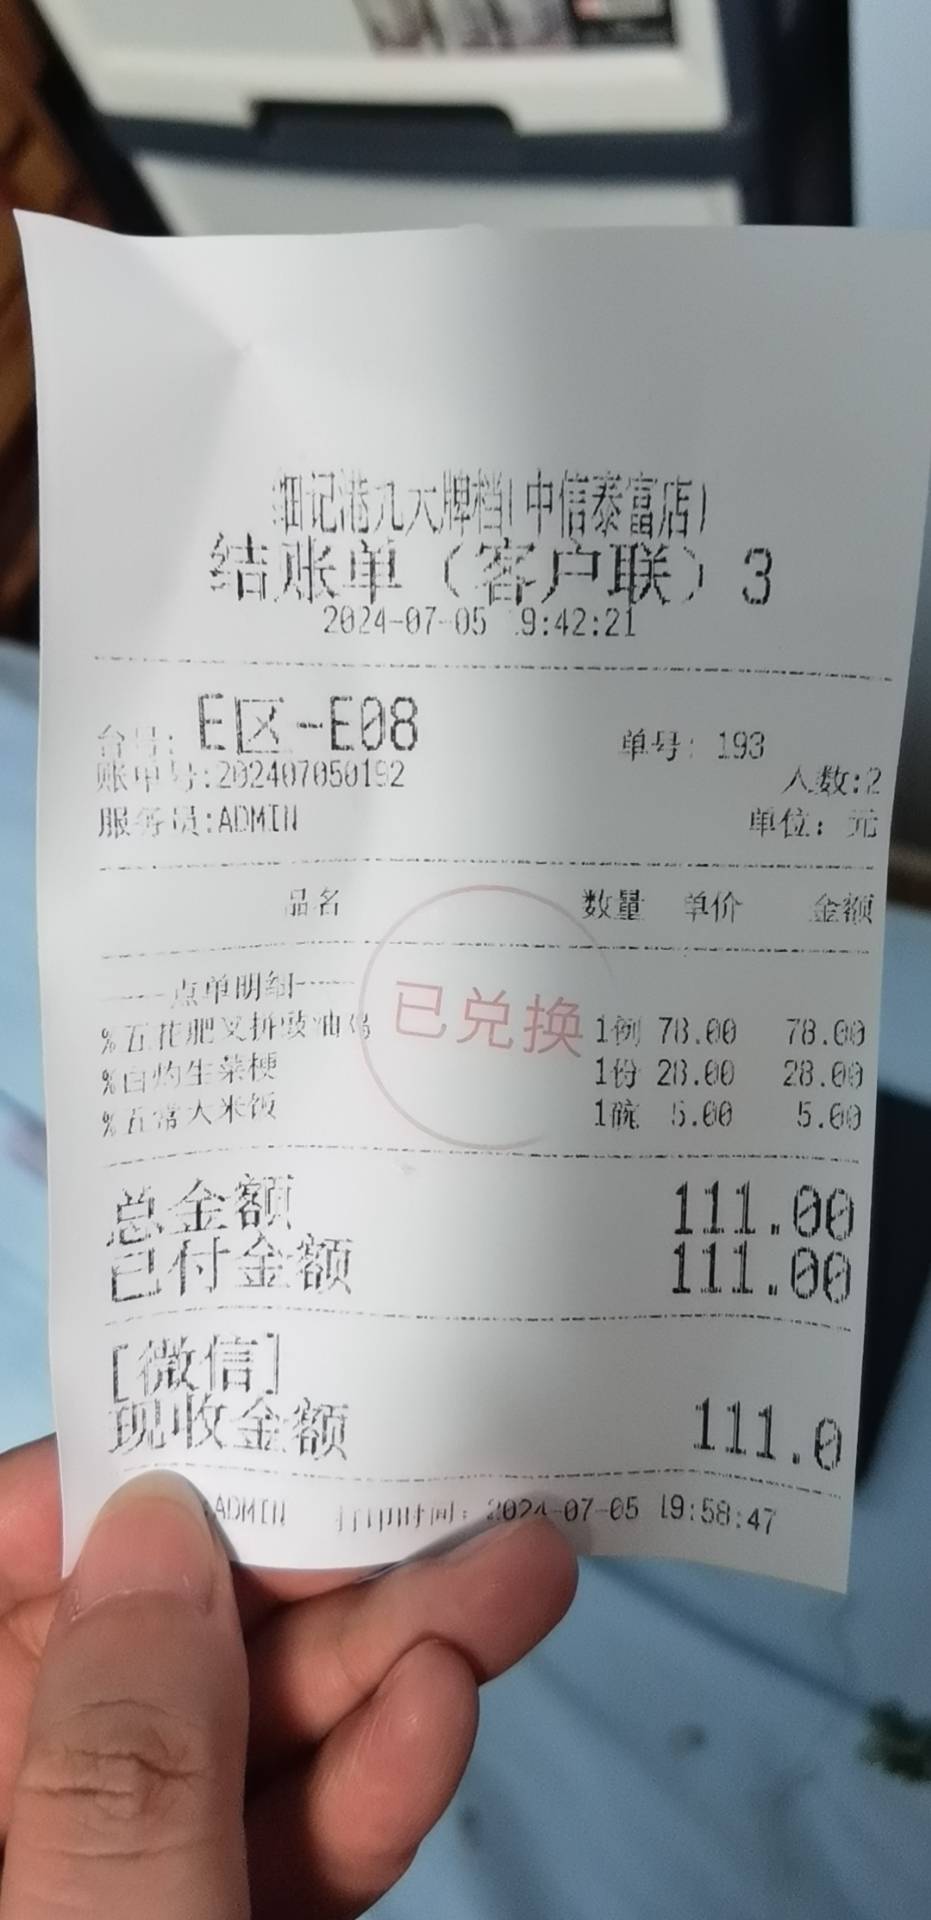 细记港九大牌档(中信泰富店)
结账单（客户联）3
2024-07-05 19:42:21
台号: E区-E08 单号: 193
账单号:202407050192 人数:2
服务员:ADMIN 单位: 元
品名 数量 单价 金额
-----点单明细-----
%五花肥叉拼豉油鸡 1例 78.00 78.00
%白灼生菜梗 1份 28.00 28.00
%五常大米饭 1碗 5.00 5.00
已兑换
总金额 111.00
已付金额 111.00
[微信]
现收金额 111.0
:ADMIN 打印时间: 2024-07-05 19:58:47